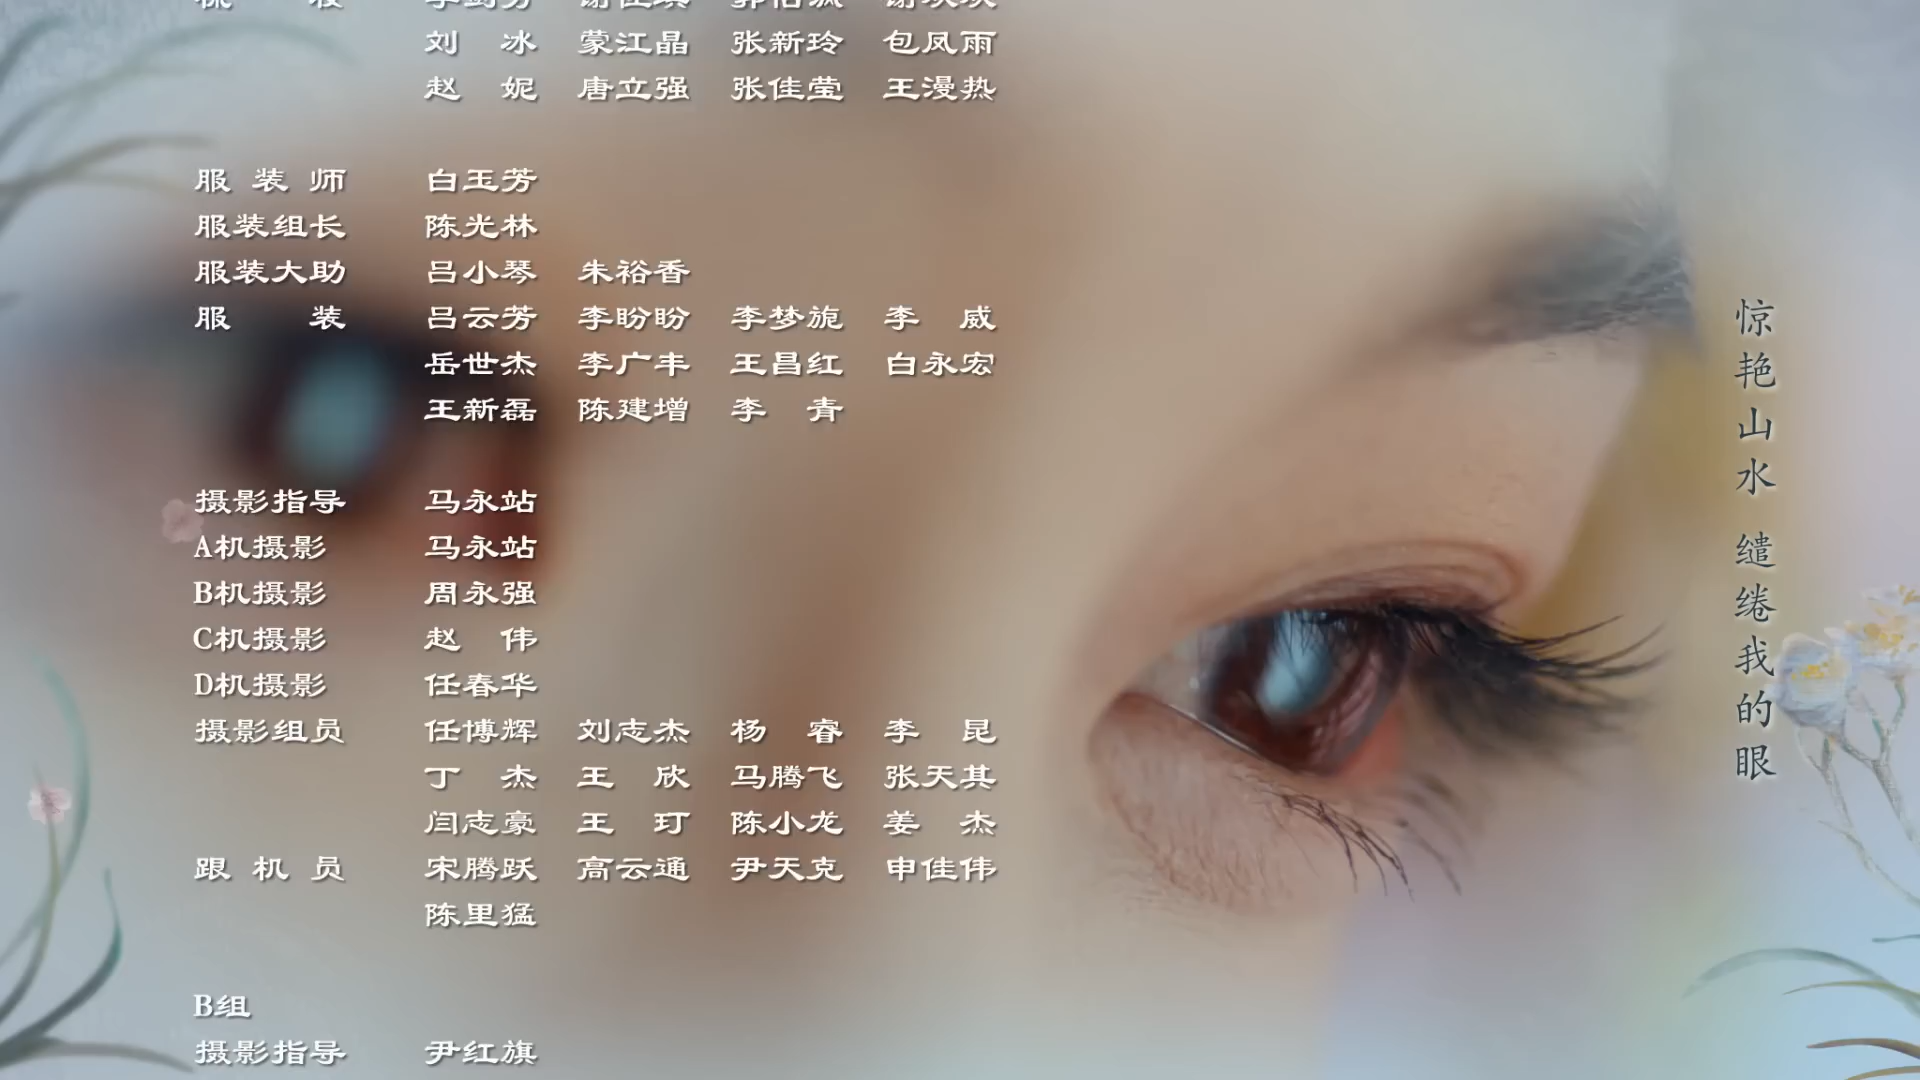 刘 冰 蒙江晶 张新玲 包凤雨
赵 妮 唐立强 张佳莹 王漫热
服装师 白玉芳
服装组长 陈光林
服装大助 吕小琴 朱裕香
服装 吕云芳 李盼盼 李梦旎 李 威
岳世杰 李广丰 王昌红 白永宏
王新磊 陈建增 李 青
摄影指导 马永站
A机摄影 马永站
B机摄影 周永强
C机摄影 赵 伟
D机摄影 任春华
摄影组员 任博辉 刘志杰 杨 睿 李 昆
丁 杰 王 欣 马腾飞 张天其
闫志豪 王 玎 陈小龙 姜 杰
跟机员 宋腾跃 高云通 尹天克 申佳伟
陈里猛
B组
摄影指导 尹红旗
惊艳山水 缱绻我的眼